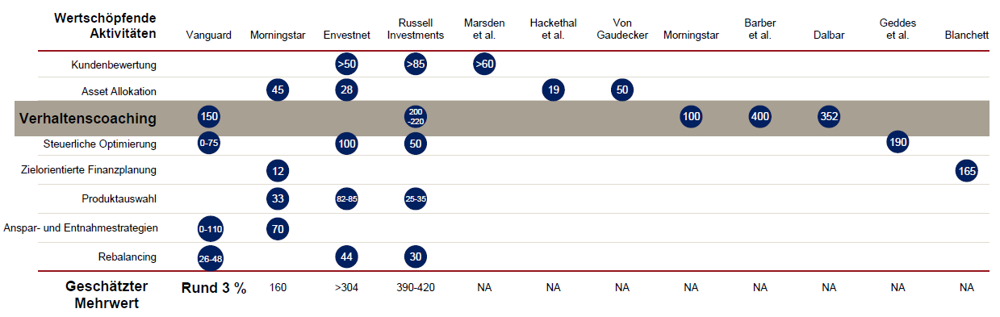 Wertschöpfende
Aktivitäten
Vanguard Morningstar Envestnet Russell Investments Marsden et al. Hackethal et al. Von Gaudecker Morningstar Barber et al. Dalbar Geddes et al. Blanchett
Kundenbewertung >50 >85 >60
Asset Allokation 45 28 19 50
Verhaltenscoaching 150 200-220 100 400 352
Steuerliche Optimierung 0-75 100 50 190
Zielorientierte Finanzplanung 12 165
Produktauswahl 33 82-85 25-35
Anspar- und Entnahmestrategien 0-110 70
Rebalancing 26-48 44 30
Geschätzter
Mehrwert
Rund 3 % 160 >304 390-420 NA NA NA NA NA NA NA NA